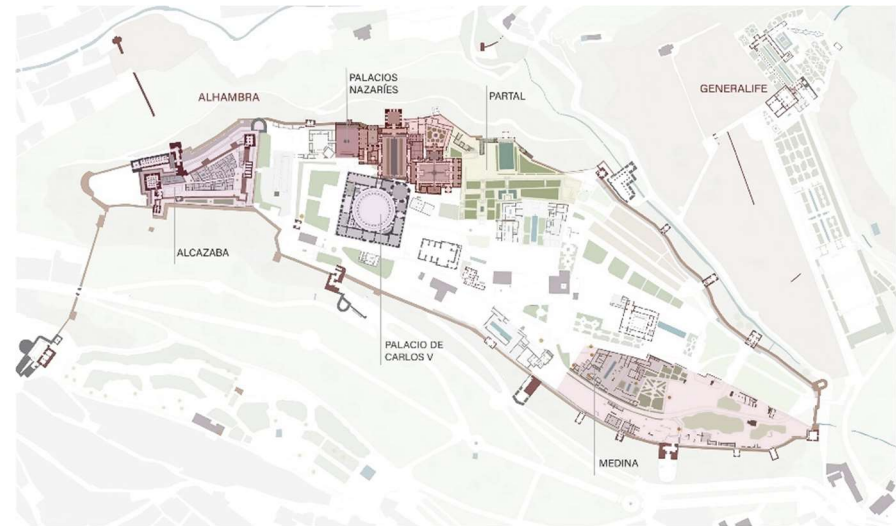 PALACIOS
NAZARÍES
PARTAL
ALHAMBRA
GENERALIFE
ALCAZABA
PALACIO DE
CARLOS V
MEDINA